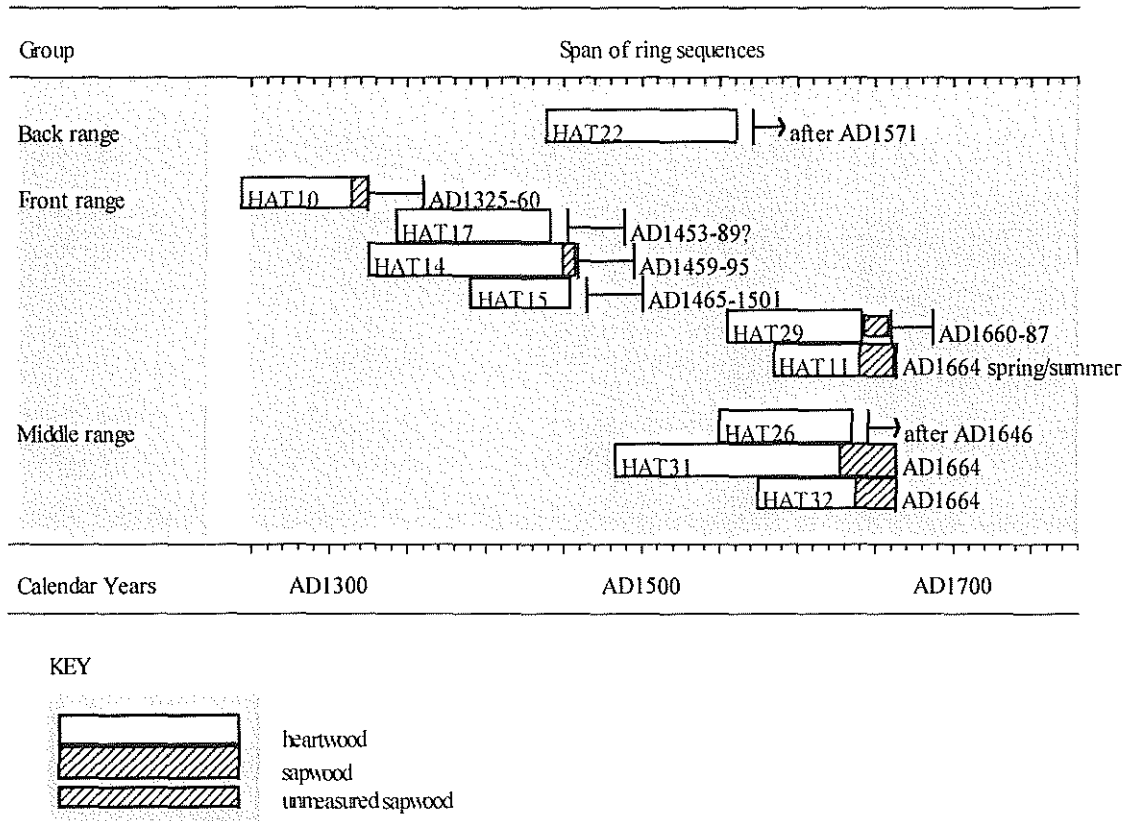 Group Span of ring sequences
Back range HAT22 after AD1571
Front range HAT10 AD1325-60
HAT17 AD1453-89?
HAT14 AD1459-95
HAT15 AD1465-1501
HAT29 AD1660-87
HAT11 AD1664 spring/summer
Middle range HAT26 after AD1646
HAT31 AD1664
HAT32 AD1664
Calendar Years AD1300 AD1500 AD1700
KEY
heartwood
sapwood
unmeasured sapwood